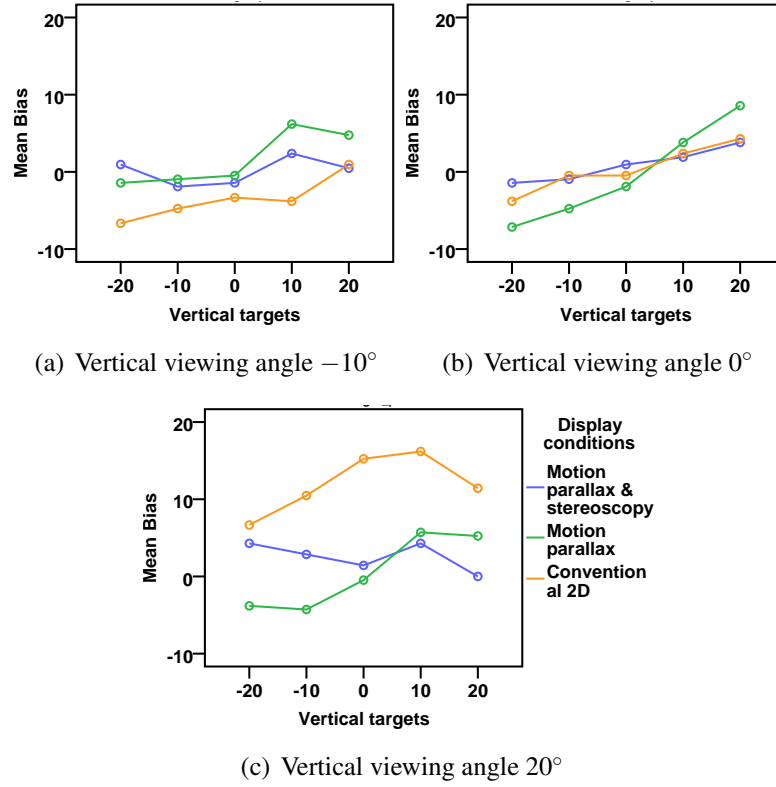 20
10
0
-10
Mean Bias
-20 -10 0 10 20
Vertical targets
(a) Vertical viewing angle −10°
20
10
0
-10
Mean Bias
-20 -10 0 10 20
Vertical targets
(b) Vertical viewing angle 0°
20
10
0
-10
Mean Bias
-20 -10 0 10 20
Vertical targets
Display
conditions
Motion
parallax &
stereoscopy
Motion
parallax
Convention
al 2D
(c) Vertical viewing angle 20°